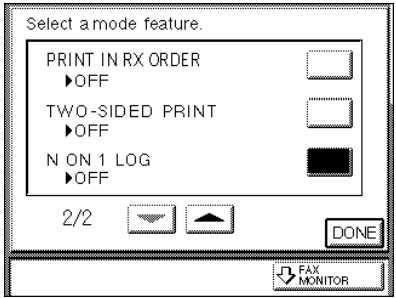 Select a mode feature.
PRINT IN RX ORDER
▶OFF
TWO-SIDED PRINT
▶OFF
N ON 1 LOG
▶OFF
2/2
DONE
FAX
MONITOR